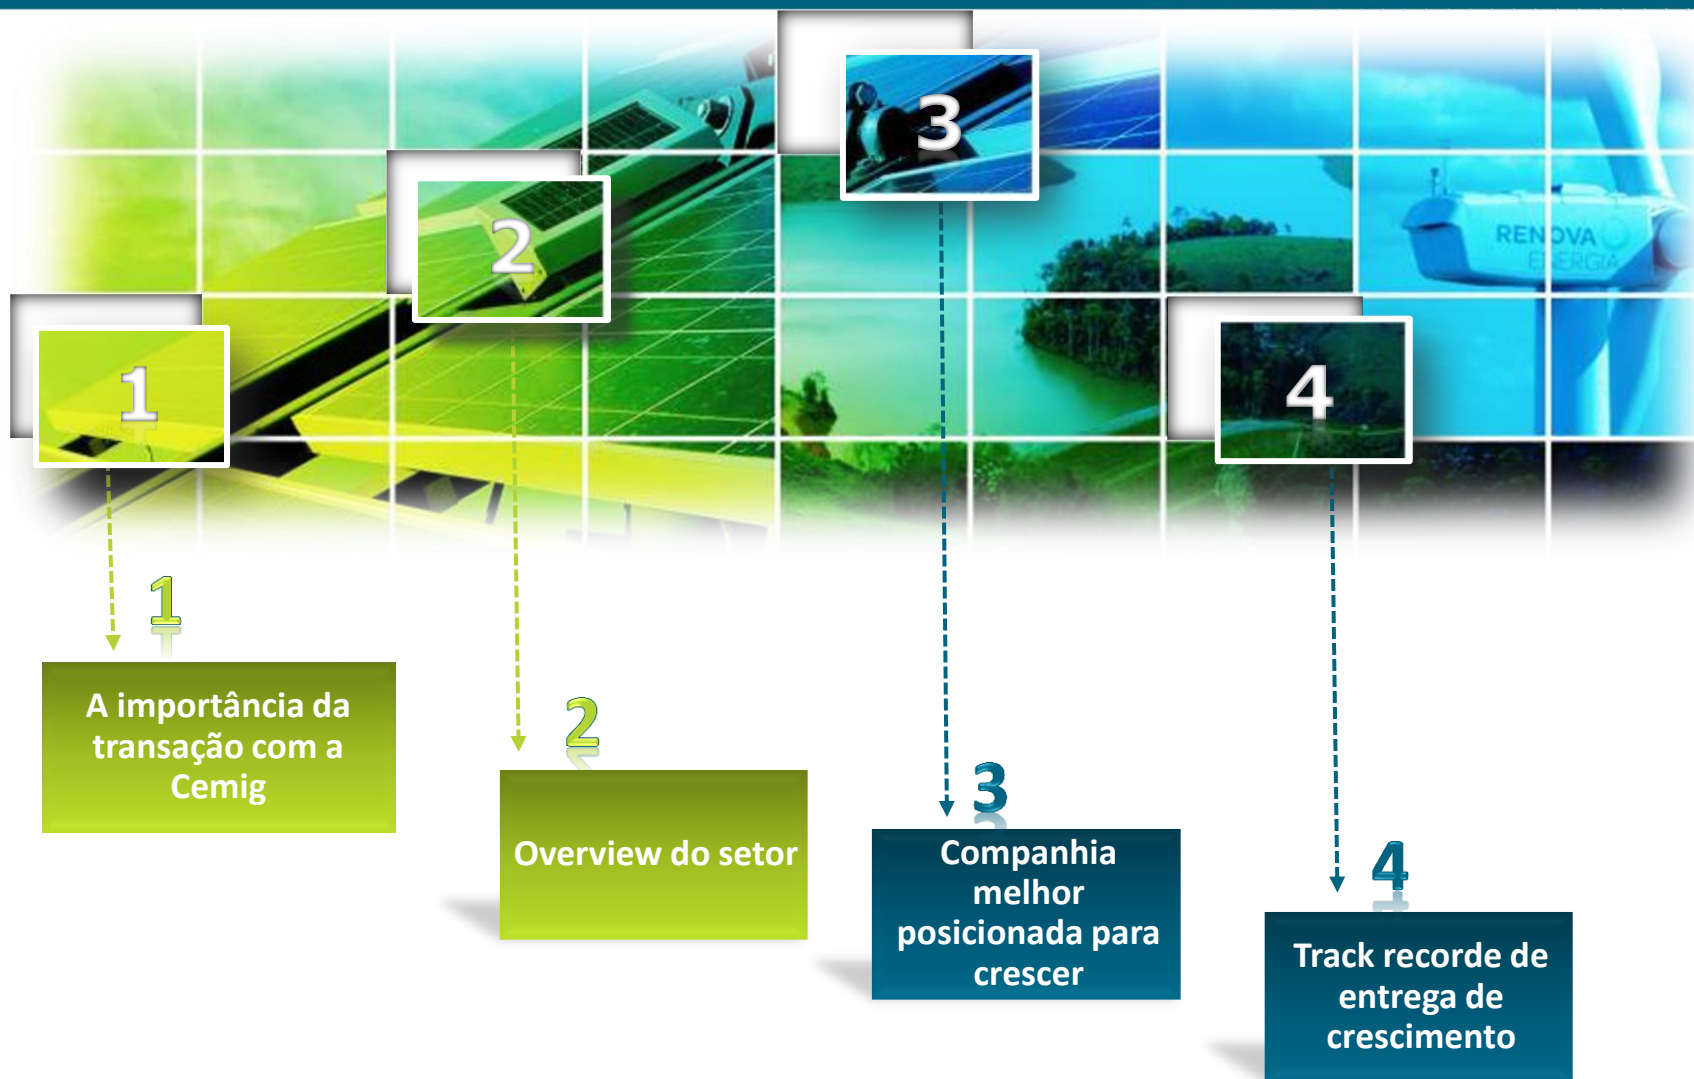 3
2
RENOVA
ENERGIA
1
4
1
A importância da
transação com a
Cemig
2
Overview do setor
3
Companhia
melhor
posicionada para
crescer
4
Track recorde de
entrega de
crescimento